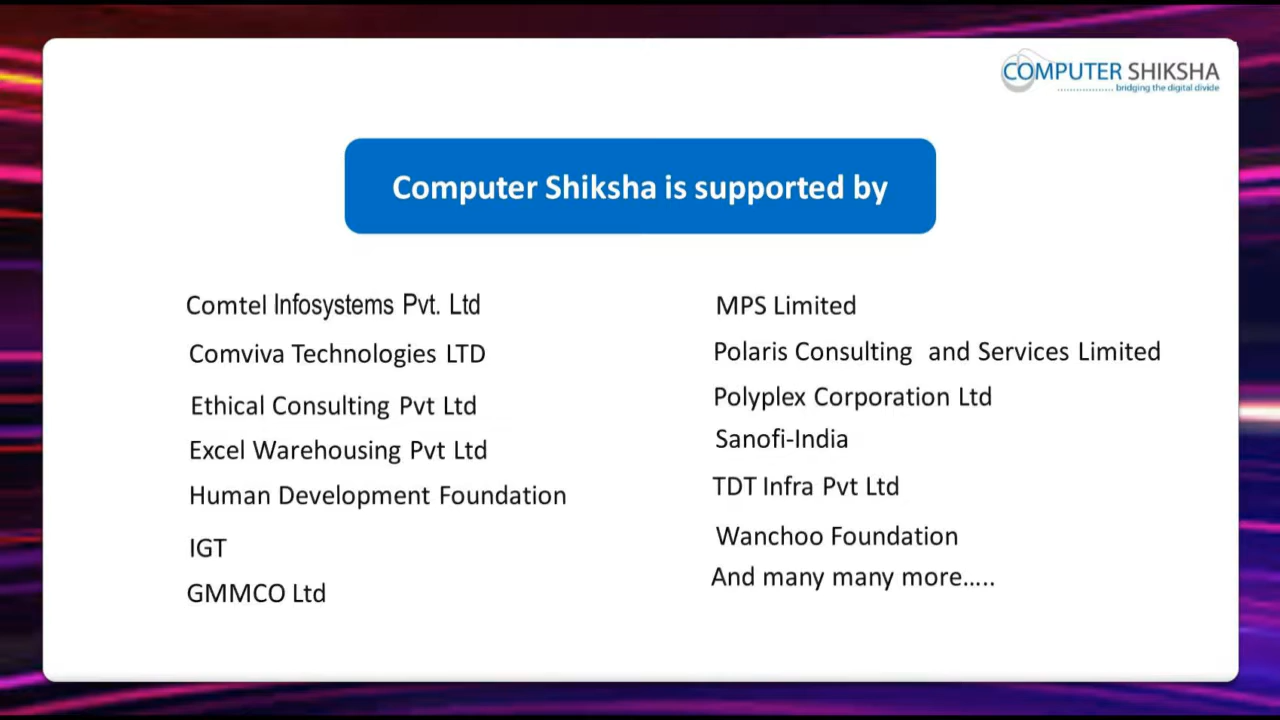 COMPUTER SHIKSHA
bridging the digital divide
Computer Shiksha is supported by
Comtel Infosystems Pvt. Ltd
Comviva Technologies LTD
Ethical Consulting Pvt Ltd
Excel Warehousing Pvt Ltd
Human Development Foundation
IGT
GMMCO Ltd
MPS Limited
Polaris Consulting  and Services Limited
Polyplex Corporation Ltd
Sanofi-India
TDT Infra Pvt Ltd
Wanchoo Foundation
And many many more.....